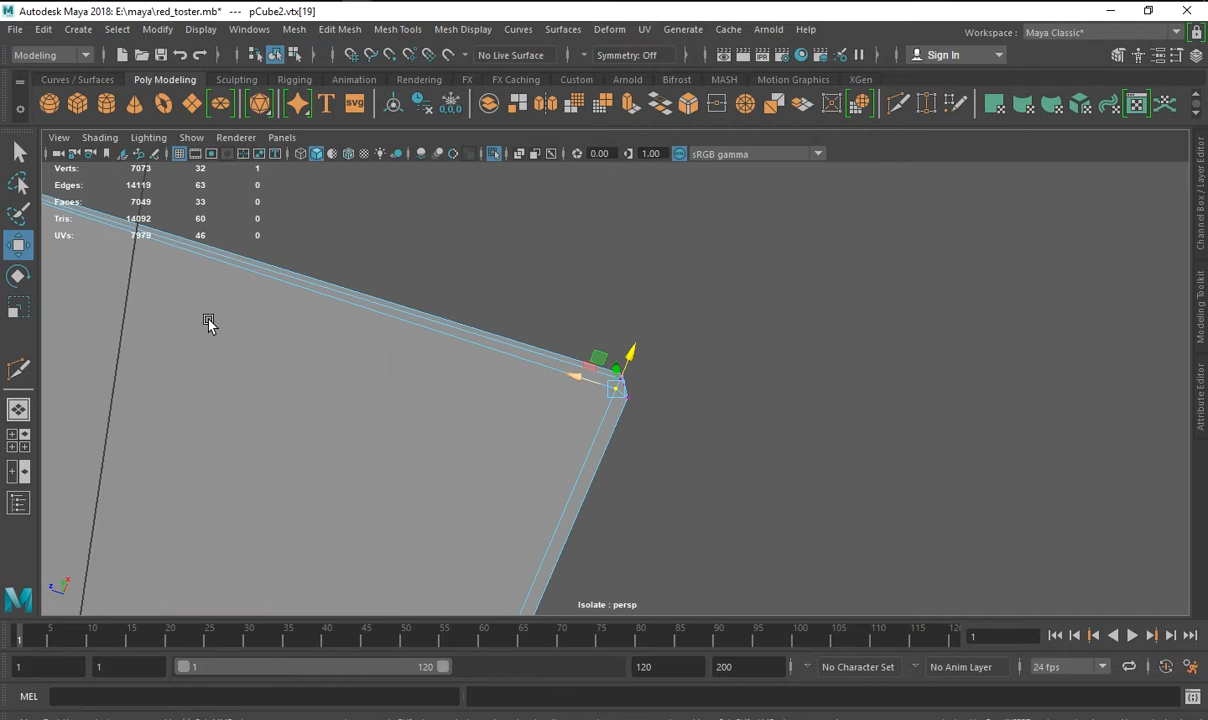 Autodesk Maya 2018: E:\maya\red_toster.mb* --- pCube2.vtx[19]
File Edit Create Select Modify Display Windows Mesh Edit Mesh Mesh Tools Mesh Display Curves Surfaces Deform UV Generate Cache Arnold Help Workspace : Maya Classic*
Modeling No Live Surface Symmetry: Off Sign In
Curves / Surfaces Poly Modeling Sculpting Rigging Animation Rendering FX FX Caching Custom Arnold Bifrost MASH Motion Graphics XGen
SVG
View Shading Lighting Show Renderer Panels
0.00 1.00 sRGB gamma
Verts: 7073 32 1
Edges: 14119 63 0
Faces: 7049 33 0
Tris: 14092 60 0
UVs: 7979 46 0
Channel Box / Layer Editor
Modeling Toolkit
Attribute Editor
z x
Isolate : persp
1 5 10 15 20 25 30 35 40 45 50 55 60 65 70 75 80 85 90 95 100 105 110 115 1
1 1 1 120 120 200 No Character Set No Anim Layer 24 fps
MEL